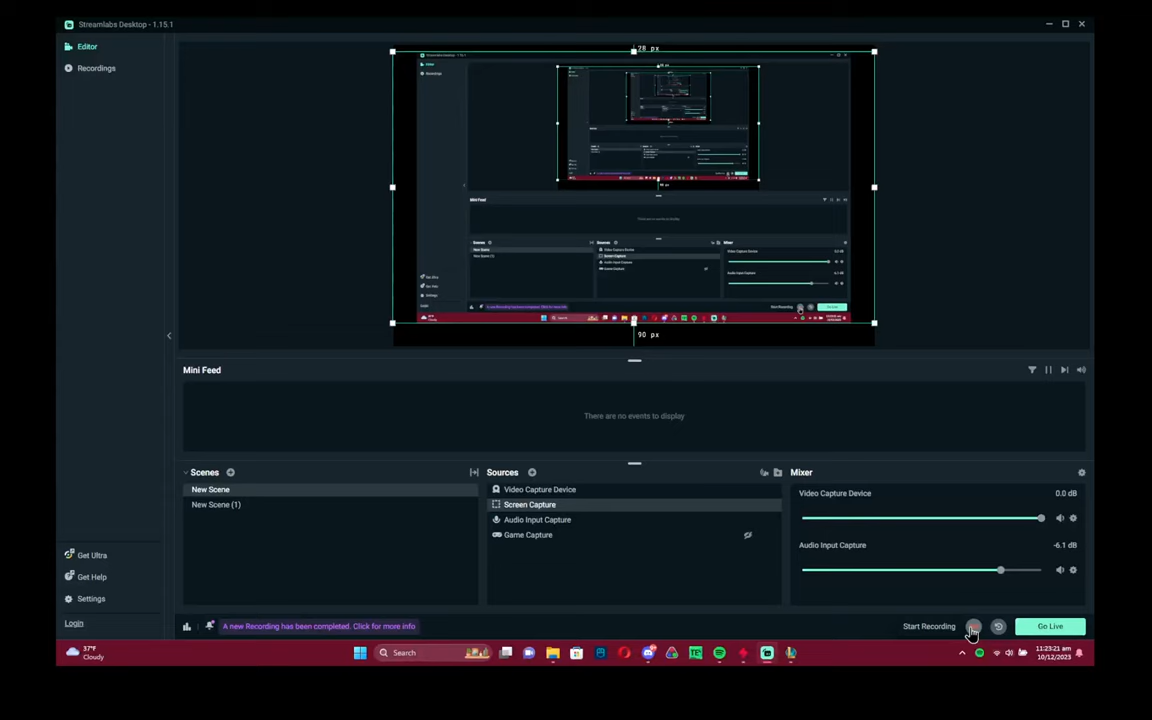 Streamlabs Desktop - 1.15.1
Editor
Recordings
28 px
90 px
Mini Feed
There are no events to display
Scenes
New Scene
New Scene (1)
Sources
Video Capture Device
Screen Capture
Audio Input Capture
Game Capture
Mixer
Video Capture Device 0.0 dB
Audio Input Capture -6.1 dB
Get Ultra
Get Help
Settings
Login
A new Recording has been completed. Click for more info
Start Recording
Go Live
37°F
Cloudy
Search
11:23:21 am
10/12/2023